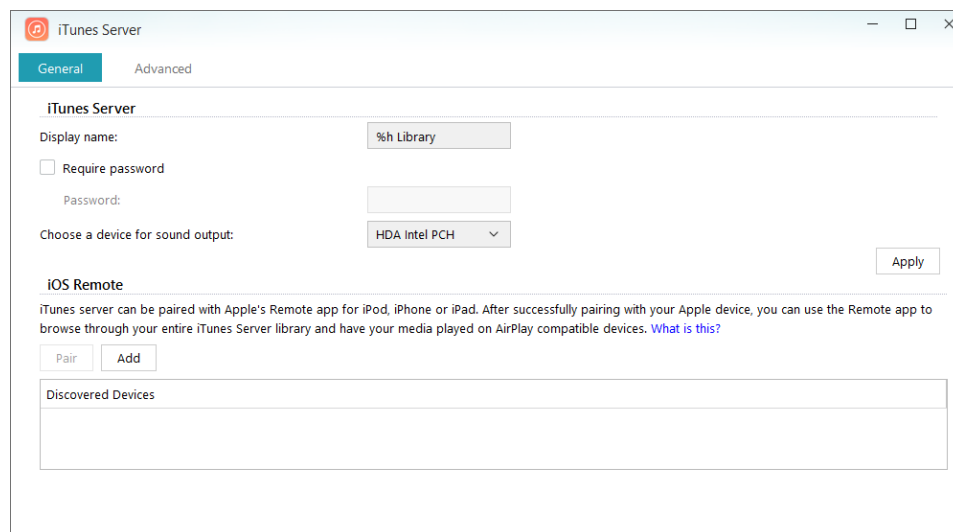 iTunes Server
General Advanced
iTunes Server
Display name: %h Library
Require password
Password:
Choose a device for sound output: HDA Intel PCH
Apply
iOS Remote
iTunes server can be paired with Apple's Remote app for iPod, iPhone or iPad. After successfully pairing with your Apple device, you can use the Remote app to
browse through your entire iTunes Server library and have your media played on AirPlay compatible devices. What is this?
Pair Add
Discovered Devices